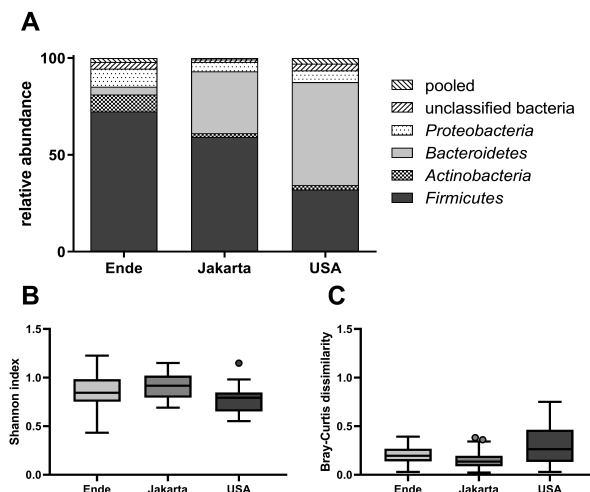 A
relative abundance
100
50
0
Ende Jakarta USA
pooled
unclassified bacteria
Proteobacteria
Bacteroidetes
Actinobacteria
Firmicutes
B
Shannon index
1.5
1.0
0.5
0.0
Ende Jakarta USA
C
Bray-Curtis dissimilarity
1.5
1.0
0.5
0.0
Ende Jakarta USA